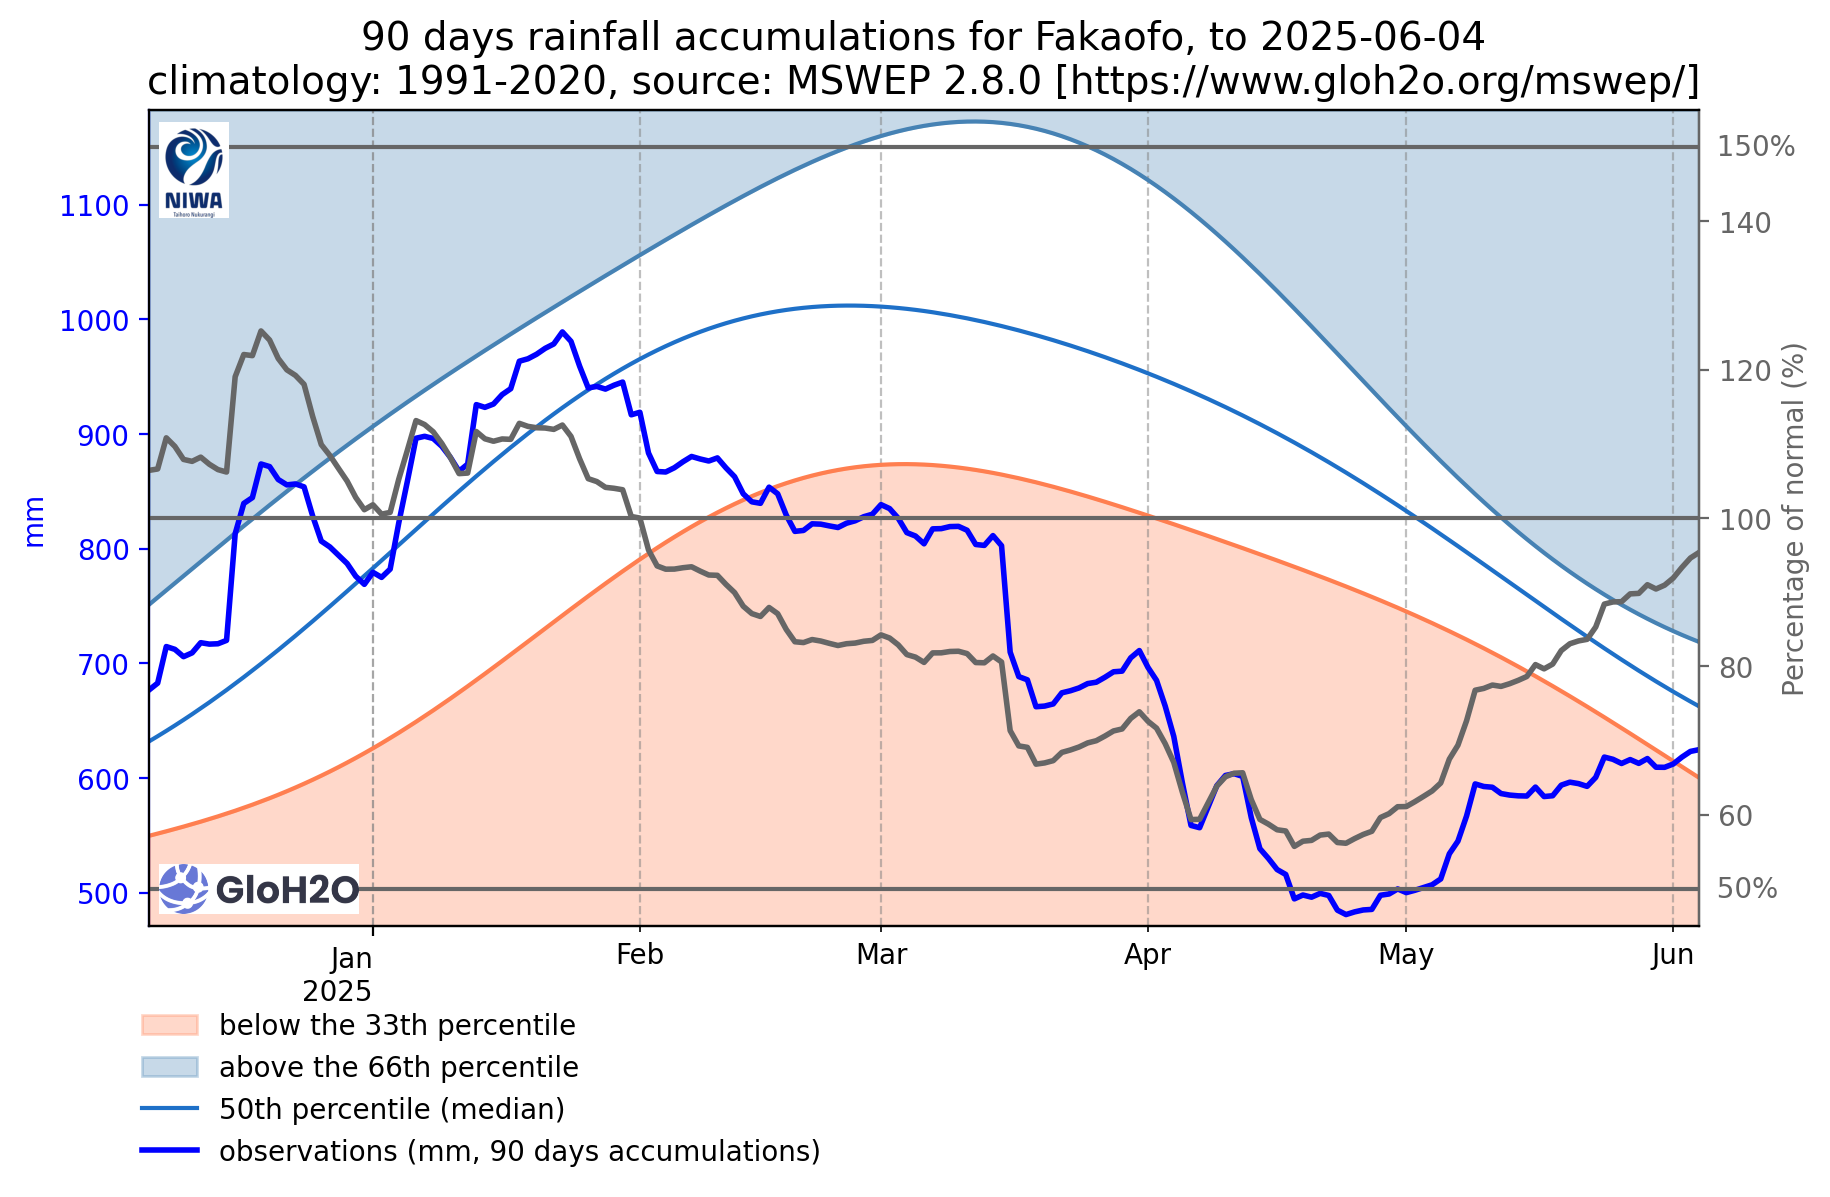 90 days rainfall accumulations for Fakaofo, to 2025-06-04
climatology: 1991-2020, source: MSWEP 2.8.0 [https://www.gloh2o.org/mswep/]
NIWA
Taihoro Nukurangi
1100
1000
900
800
700
600
500
mm
150%
140
120
100
80
60
50%
Percentage of normal (%)
GloH2O
Jan
2025
Feb
Mar
Apr
May
Jun
below the 33th percentile
above the 66th percentile
50th percentile (median)
observations (mm, 90 days accumulations)